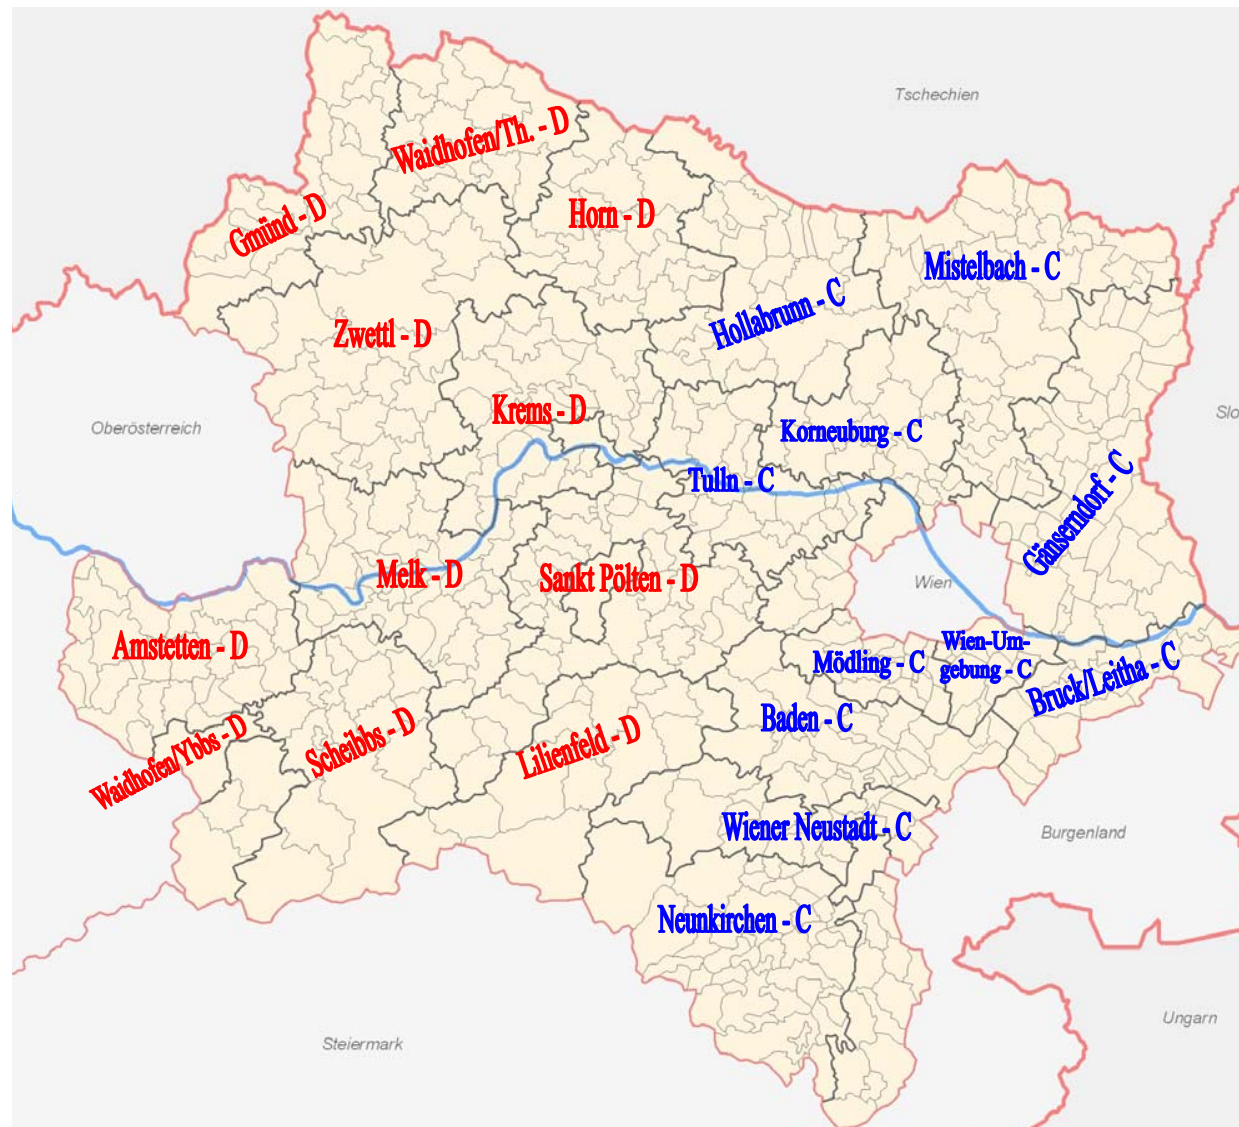 Tschechien
Waidhofen/Th. - D
Gmünd - D
Horn - D
Mistelbach - C
Hollabrunn - C
Zwettl - D
Krems - D
Korneuburg - C
Oberösterreich
Slo
Tulln - C
Gänserndorf - C
Melk - D
Sankt Pölten - D
Wien
Amstetten - D
Mödling - C
Wien-Um-
gebung - C
Bruck/Leitha - C
Baden - C
Waidhofen/Ybbs - D
Scheibbs - D
Lilienfeld - D
Wiener Neustadt - C
Burgenland
Neunkirchen - C
Ungarn
Steiermark